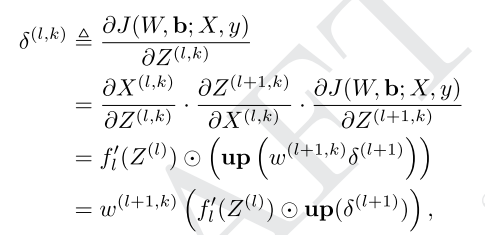 δ^{(l,k)} ≜ ∂J(W, b; X, y) / ∂Z^{(l,k)}
= ∂X^{(l,k)} / ∂Z^{(l,k)} · ∂Z^{(l+1,k)} / ∂X^{(l,k)} · ∂J(W, b; X, y) / ∂Z^{(l+1,k)}
= f′_l(Z^{(l)}) ⊙ (up (w^{(l+1,k)}δ^{(l+1)}))
= w^{(l+1,k)} (f′_l(Z^{(l)}) ⊙ up(δ^{(l+1)})),